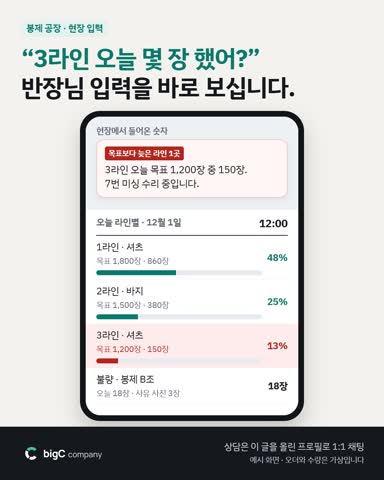 봉제 공장 · 현장 입력
“3라인 오늘 몇 장 했어?”
반장님 입력을 바로 보십니다.
현장에서 들어온 숫자
목표보다 늦은 라인 1곳
3라인 오늘 목표 1,200장 중 150장.
7번 미싱 수리 중입니다.
오늘 라인별 · 12월 1일 12:00
1라인 · 셔츠
목표 1,800장 · 860장 48%
2라인 · 바지
목표 1,500장 · 380장 25%
3라인 · 셔츠
목표 1,200장 · 150장 13%
불량 · 봉제 B조
오늘 18장 · 사유 사진 3장 18장
bigC company
상담은 이 글을 올린 프로필로 1:1 채팅
예시 화면 · 오더와 수량은 가상입니다